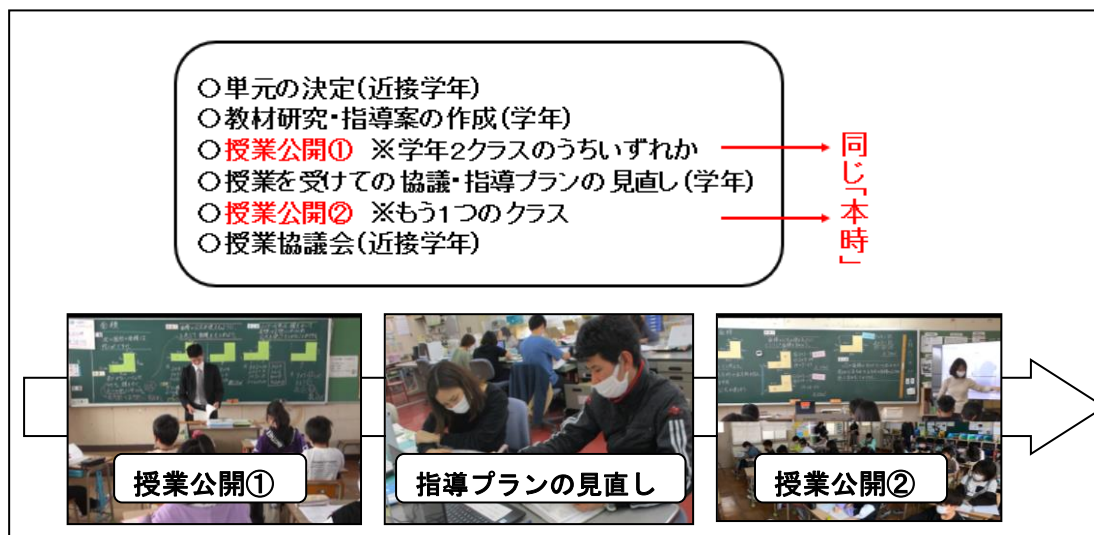 ○単元の決定(近接学年)
○教材研究・指導案の作成(学年)
○授業公開① ※学年2クラスのうちいずれか
○授業を受けての協議・指導プランの見直し(学年)
○授業公開② ※もう1つのクラス
○授業協議会(近接学年)
同じ「本時」
授業公開①
指導プランの見直し
授業公開②